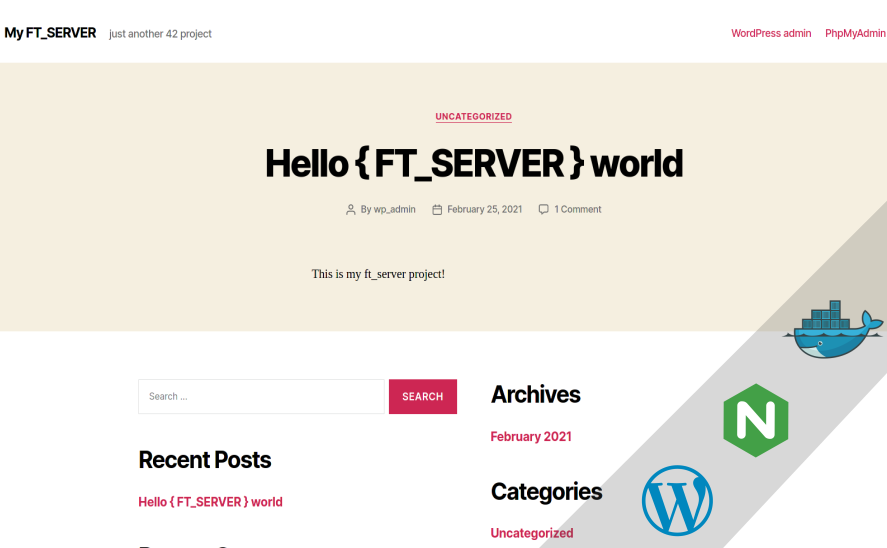 My FT_SERVER just another 42 project WordPress admin PhpMyAdmin
UNCATEGORIZED
Hello { FT_SERVER } world
By wp_admin February 25, 2021 1 Comment
This is my ft_server project!
Search ... SEARCH
Recent Posts
Hello { FT_SERVER } world
Archives
February 2021
Categories
Uncategorized